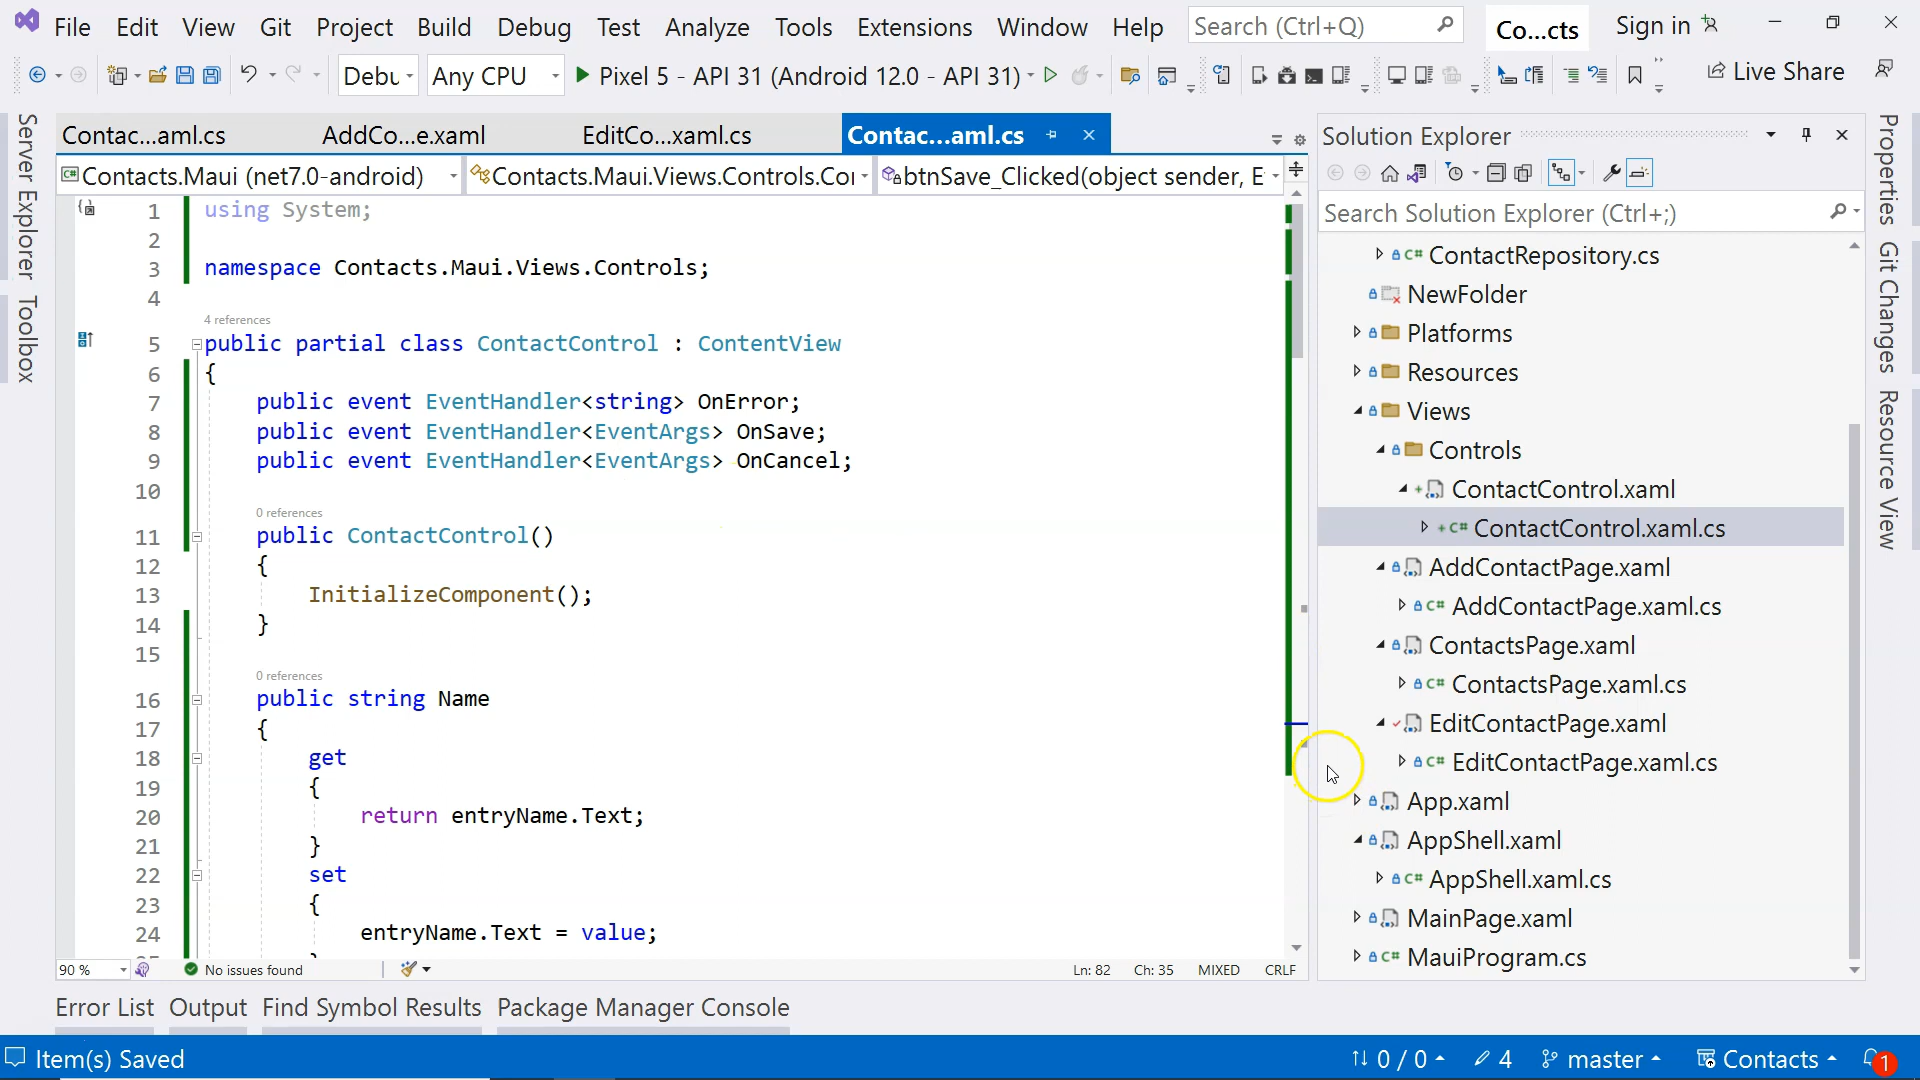 File Edit View Git Project Build Debug Test Analyze Tools Extensions Window Help Search (Ctrl+Q) Co...cts Sign in
Debu Any CPU Pixel 5 - API 31 (Android 12.0 - API 31) Live Share
Contac...aml.cs AddCo...e.xaml EditCo...xaml.cs Contac...aml.cs
Contacts.Maui (net7.0-android) Contacts.Maui.Views.Controls.Cor btnSave_Clicked(object sender, E
1 using System;
2
3 namespace Contacts.Maui.Views.Controls;
4
4 references
5 public partial class ContactControl : ContentView
6 {
7 public event EventHandler<string> OnError;
8 public event EventHandler<EventArgs> OnSave;
9 public event EventHandler<EventArgs> OnCancel;
10
0 references
11 public ContactControl()
12 {
13 InitializeComponent();
14 }
15
0 references
16 public string Name
17 {
18 get
19 {
20 return entryName.Text;
21 }
22 set
23 {
24 entryName.Text = value;
90 % No issues found Ln: 82 Ch: 35 MIXED CRLF
Server Explorer
Toolbox
Solution Explorer
Search Solution Explorer (Ctrl+;)
C# ContactRepository.cs
NewFolder
Platforms
Resources
Views
Controls
ContactControl.xaml
C# ContactControl.xaml.cs
AddContactPage.xaml
C# AddContactPage.xaml.cs
ContactsPage.xaml
C# ContactsPage.xaml.cs
EditContactPage.xaml
C# EditContactPage.xaml.cs
App.xaml
AppShell.xaml
C# AppShell.xaml.cs
MainPage.xaml
C# MauiProgram.cs
Properties
Git Changes
Resource View
Error List Output Find Symbol Results Package Manager Console
Item(s) Saved 0 / 0 4 master Contacts 1